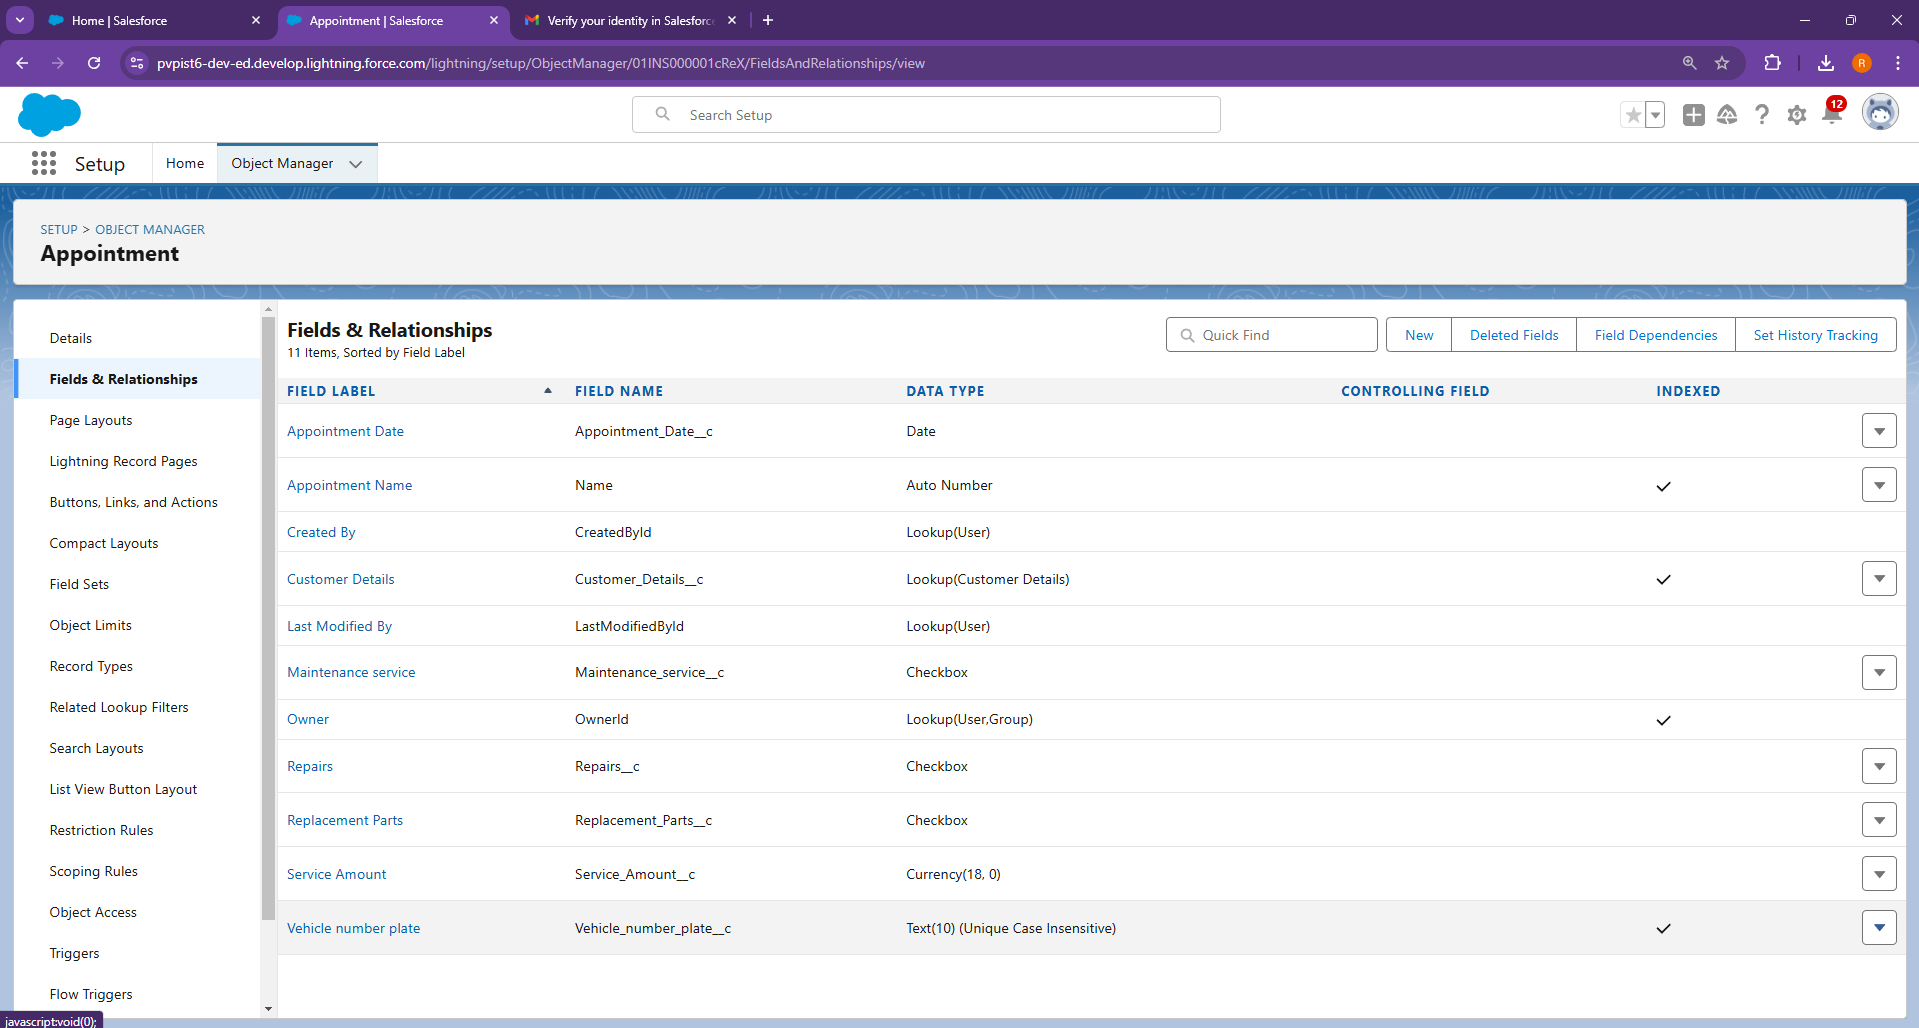 Home | Salesforce
Appointment | Salesforce
Verify your identity in Salesforc
pvpist6-dev-ed.develop.lightning.force.com/lightning/setup/ObjectManager/01INS000001cReX/FieldsAndRelationships/view
R
Search Setup
12
Setup
Home
Object Manager
SETUP > OBJECT MANAGER
Appointment
Details
Fields & Relationships
Page Layouts
Lightning Record Pages
Buttons, Links, and Actions
Compact Layouts
Field Sets
Object Limits
Record Types
Related Lookup Filters
Search Layouts
List View Button Layout
Restriction Rules
Scoping Rules
Object Access
Triggers
Flow Triggers
Fields & Relationships
11 Items, Sorted by Field Label
Quick Find
New
Deleted Fields
Field Dependencies
Set History Tracking
FIELD LABEL FIELD NAME DATA TYPE CONTROLLING FIELD INDEXED
Appointment Date Appointment_Date__c Date
Appointment Name Name Auto Number
Created By CreatedById Lookup(User)
Customer Details Customer_Details__c Lookup(Customer Details)
Last Modified By LastModifiedById Lookup(User)
Maintenance service Maintenance_service__c Checkbox
Owner OwnerId Lookup(User,Group)
Repairs Repairs__c Checkbox
Replacement Parts Replacement_Parts__c Checkbox
Service Amount Service_Amount__c Currency(18, 0)
Vehicle number plate Vehicle_number_plate__c Text(10) (Unique Case Insensitive)
javascript:void(0);